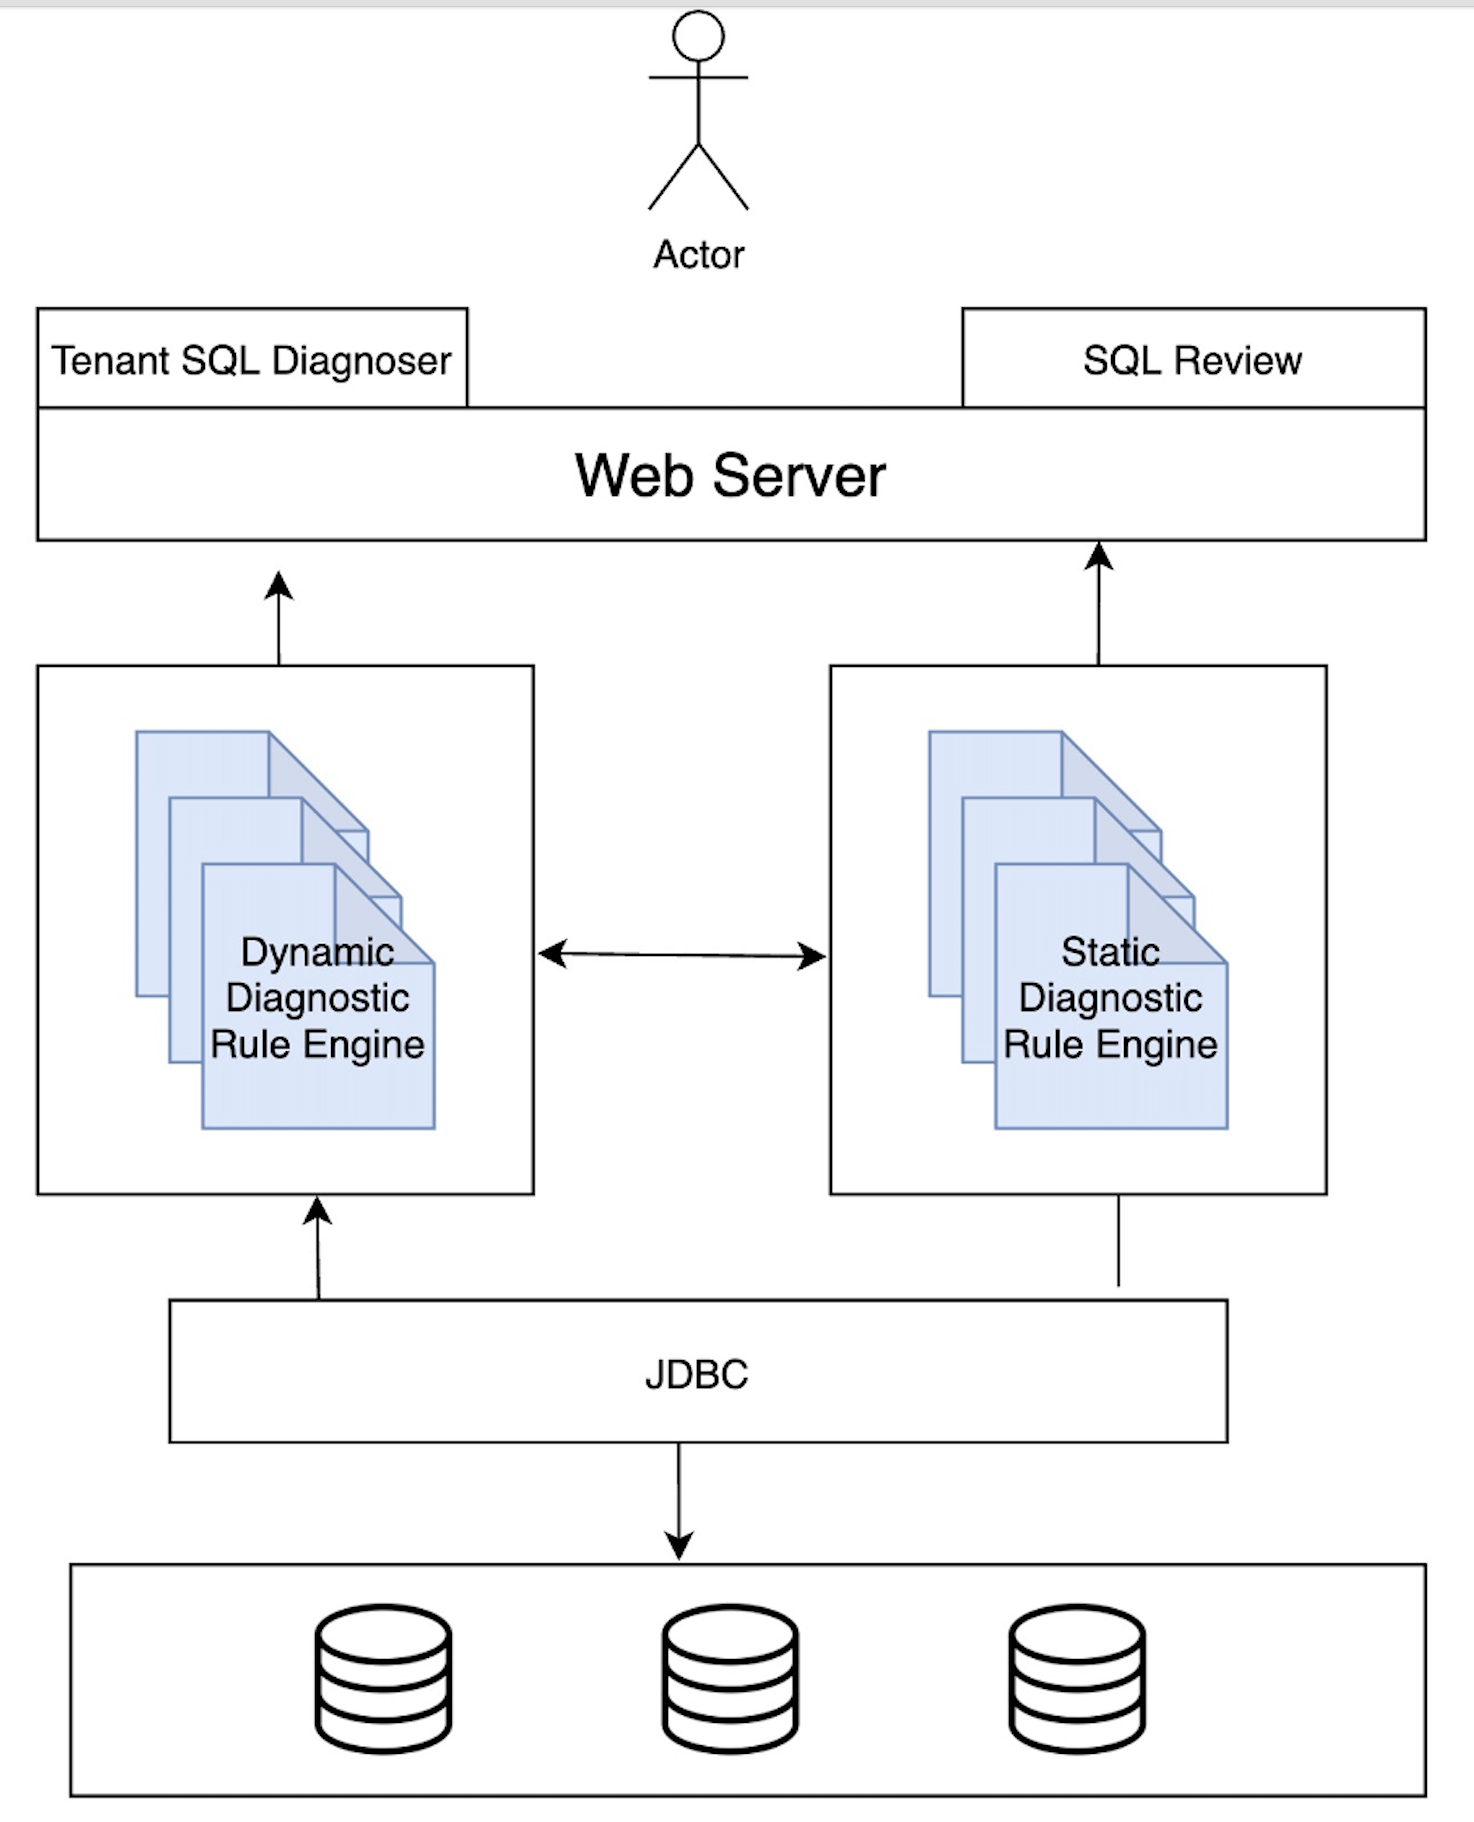 Actor
Tenant SQL Diagnoser
SQL Review
Web Server
Dynamic
Diagnostic
Rule Engine
Static
Diagnostic
Rule Engine
JDBC